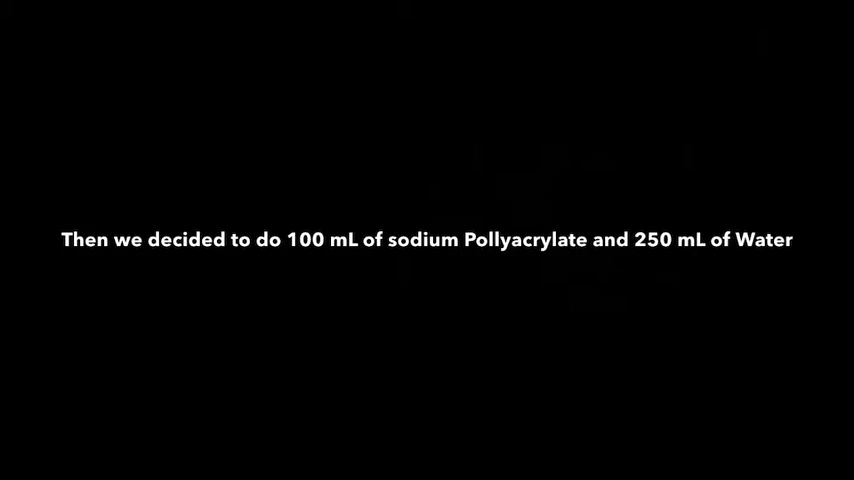 Then we decided to do 100 mL of sodium Pollyacrylate and 250 mL of Water